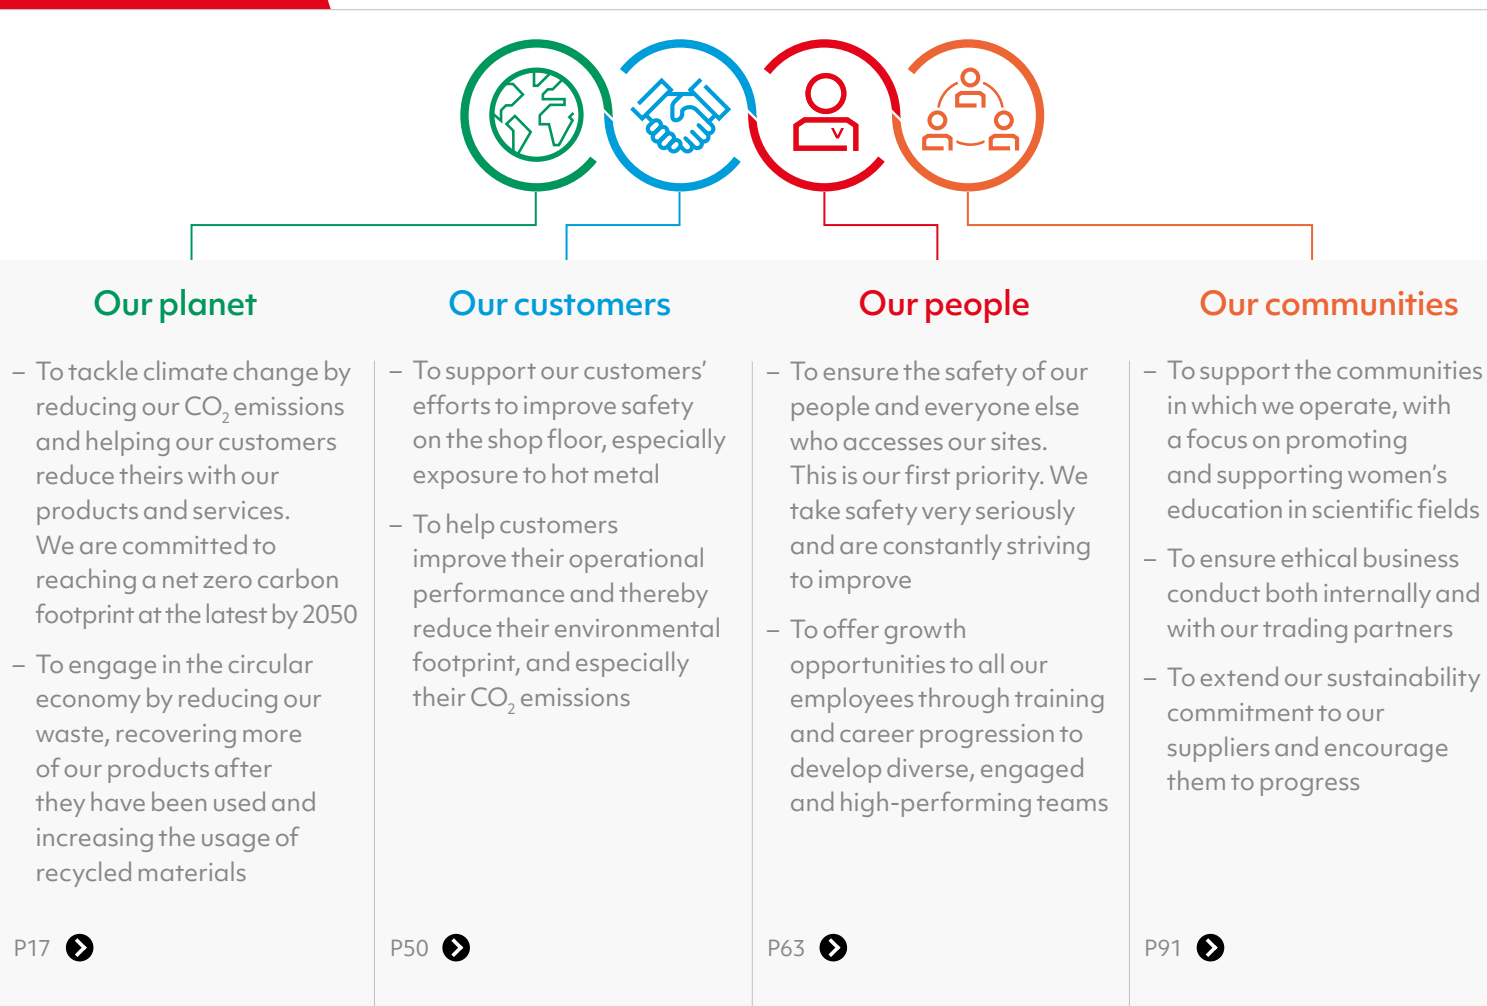 Our planet
– To tackle climate change by
reducing our CO₂ emissions
and helping our customers
reduce theirs with our
products and services.
We are committed to
reaching a net zero carbon
footprint at the latest by 2050
– To engage in the circular
economy by reducing our
waste, recovering more
of our products after
they have been used and
increasing the usage of
recycled materials
P17
Our customers
– To support our customers’
efforts to improve safety
on the shop floor, especially
exposure to hot metal
– To help customers
improve their operational
performance and thereby
reduce their environmental
footprint, and especially
their CO₂ emissions
P50
Our people
– To ensure the safety of our
people and everyone else
who accesses our sites.
This is our first priority. We
take safety very seriously
and are constantly striving
to improve
– To offer growth
opportunities to all our
employees through training
and career progression to
develop diverse, engaged
and high-performing teams
P63
Our communities
– To support the communities
in which we operate, with
a focus on promoting
and supporting women’s
education in scientific fields
– To ensure ethical business
conduct both internally and
with our trading partners
– To extend our sustainability
commitment to our
suppliers and encourage
them to progress
P91